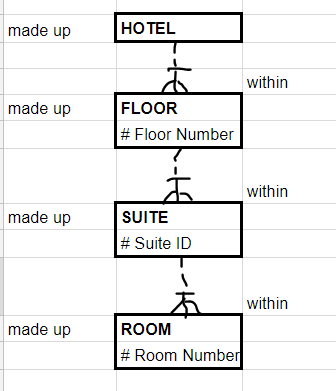 made up HOTEL
within
made up FLOOR
# Floor Number
within
made up SUITE
# Suite ID
within
made up ROOM
# Room Number